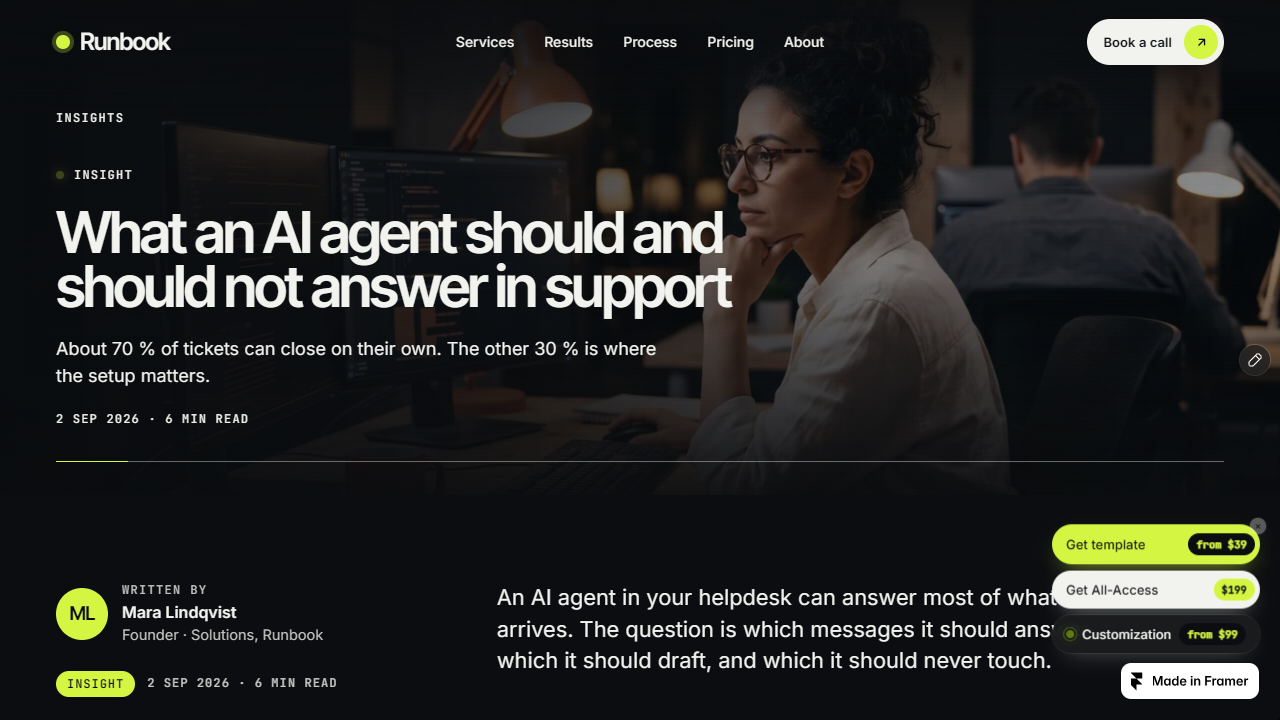 Runbook
Services
Results
Process
Pricing
About
Book a call
INSIGHTS
INSIGHT
What an AI agent should and
should not answer in support
About 70 % of tickets can close on their own. The other 30 % is where
the setup matters.
2 SEP 2026 · 6 MIN READ
ML
WRITTEN BY
Mara Lindqvist
Founder · Solutions, Runbook
INSIGHT
2 SEP 2026 · 6 MIN READ
An AI agent in your helpdesk can answer most of what
arrives. The question is which messages it should
which it should draft, and which it should never touch.
Get template
from $39
Get All-Access
$199
Customization
from $99
Made in Framer